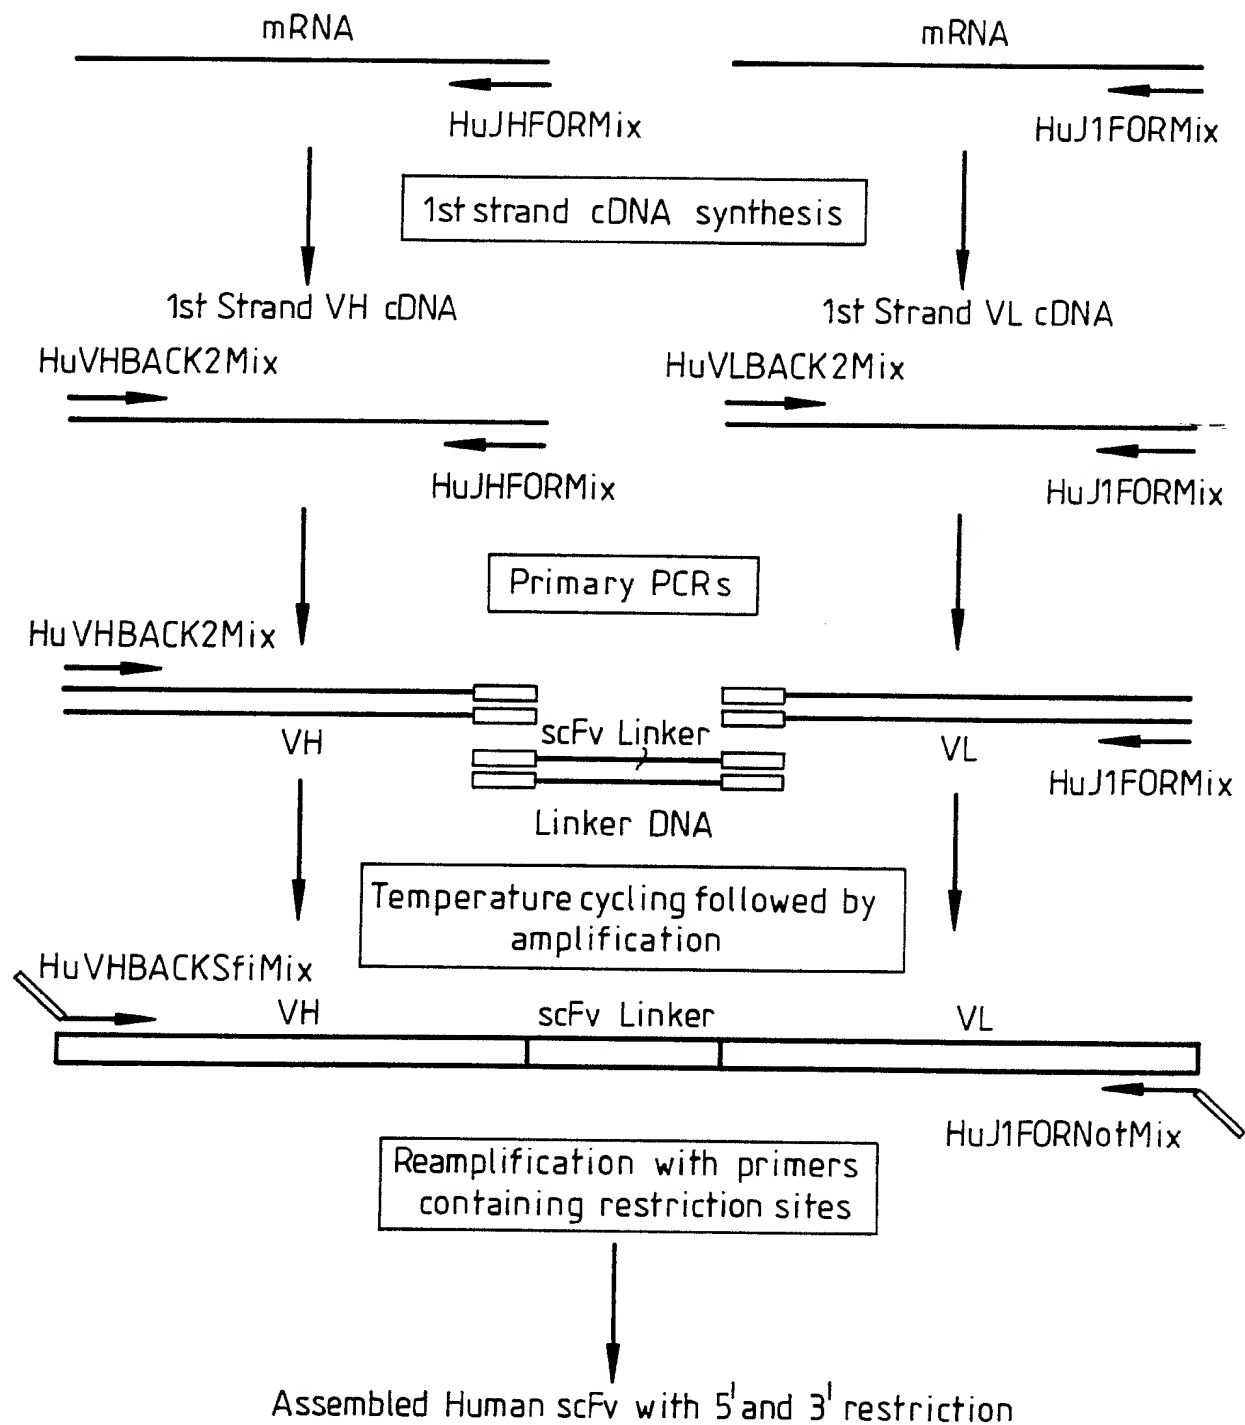 mRNA
mRNA
HuJHFORMix
HuJ1FORMix
1st strand cDNA synthesis
1st Strand VH cDNA
1st Strand VL cDNA
HuVHBACK2Mix
HuVLBACK2Mix
HuJHFORMix
HuJ1FORMix
Primary PCRs
HuVHBACK2Mix
VH
scFv Linker
VL
HuJ1FORMix
Linker DNA
Temperature cycling followed by
amplification
HuVHBACKSfiMix
VH
scFv Linker
VL
HuJ1FORNotMix
Reamplification with primers
containing restriction sites
Assembled Human scFv with 5' and 3' restriction